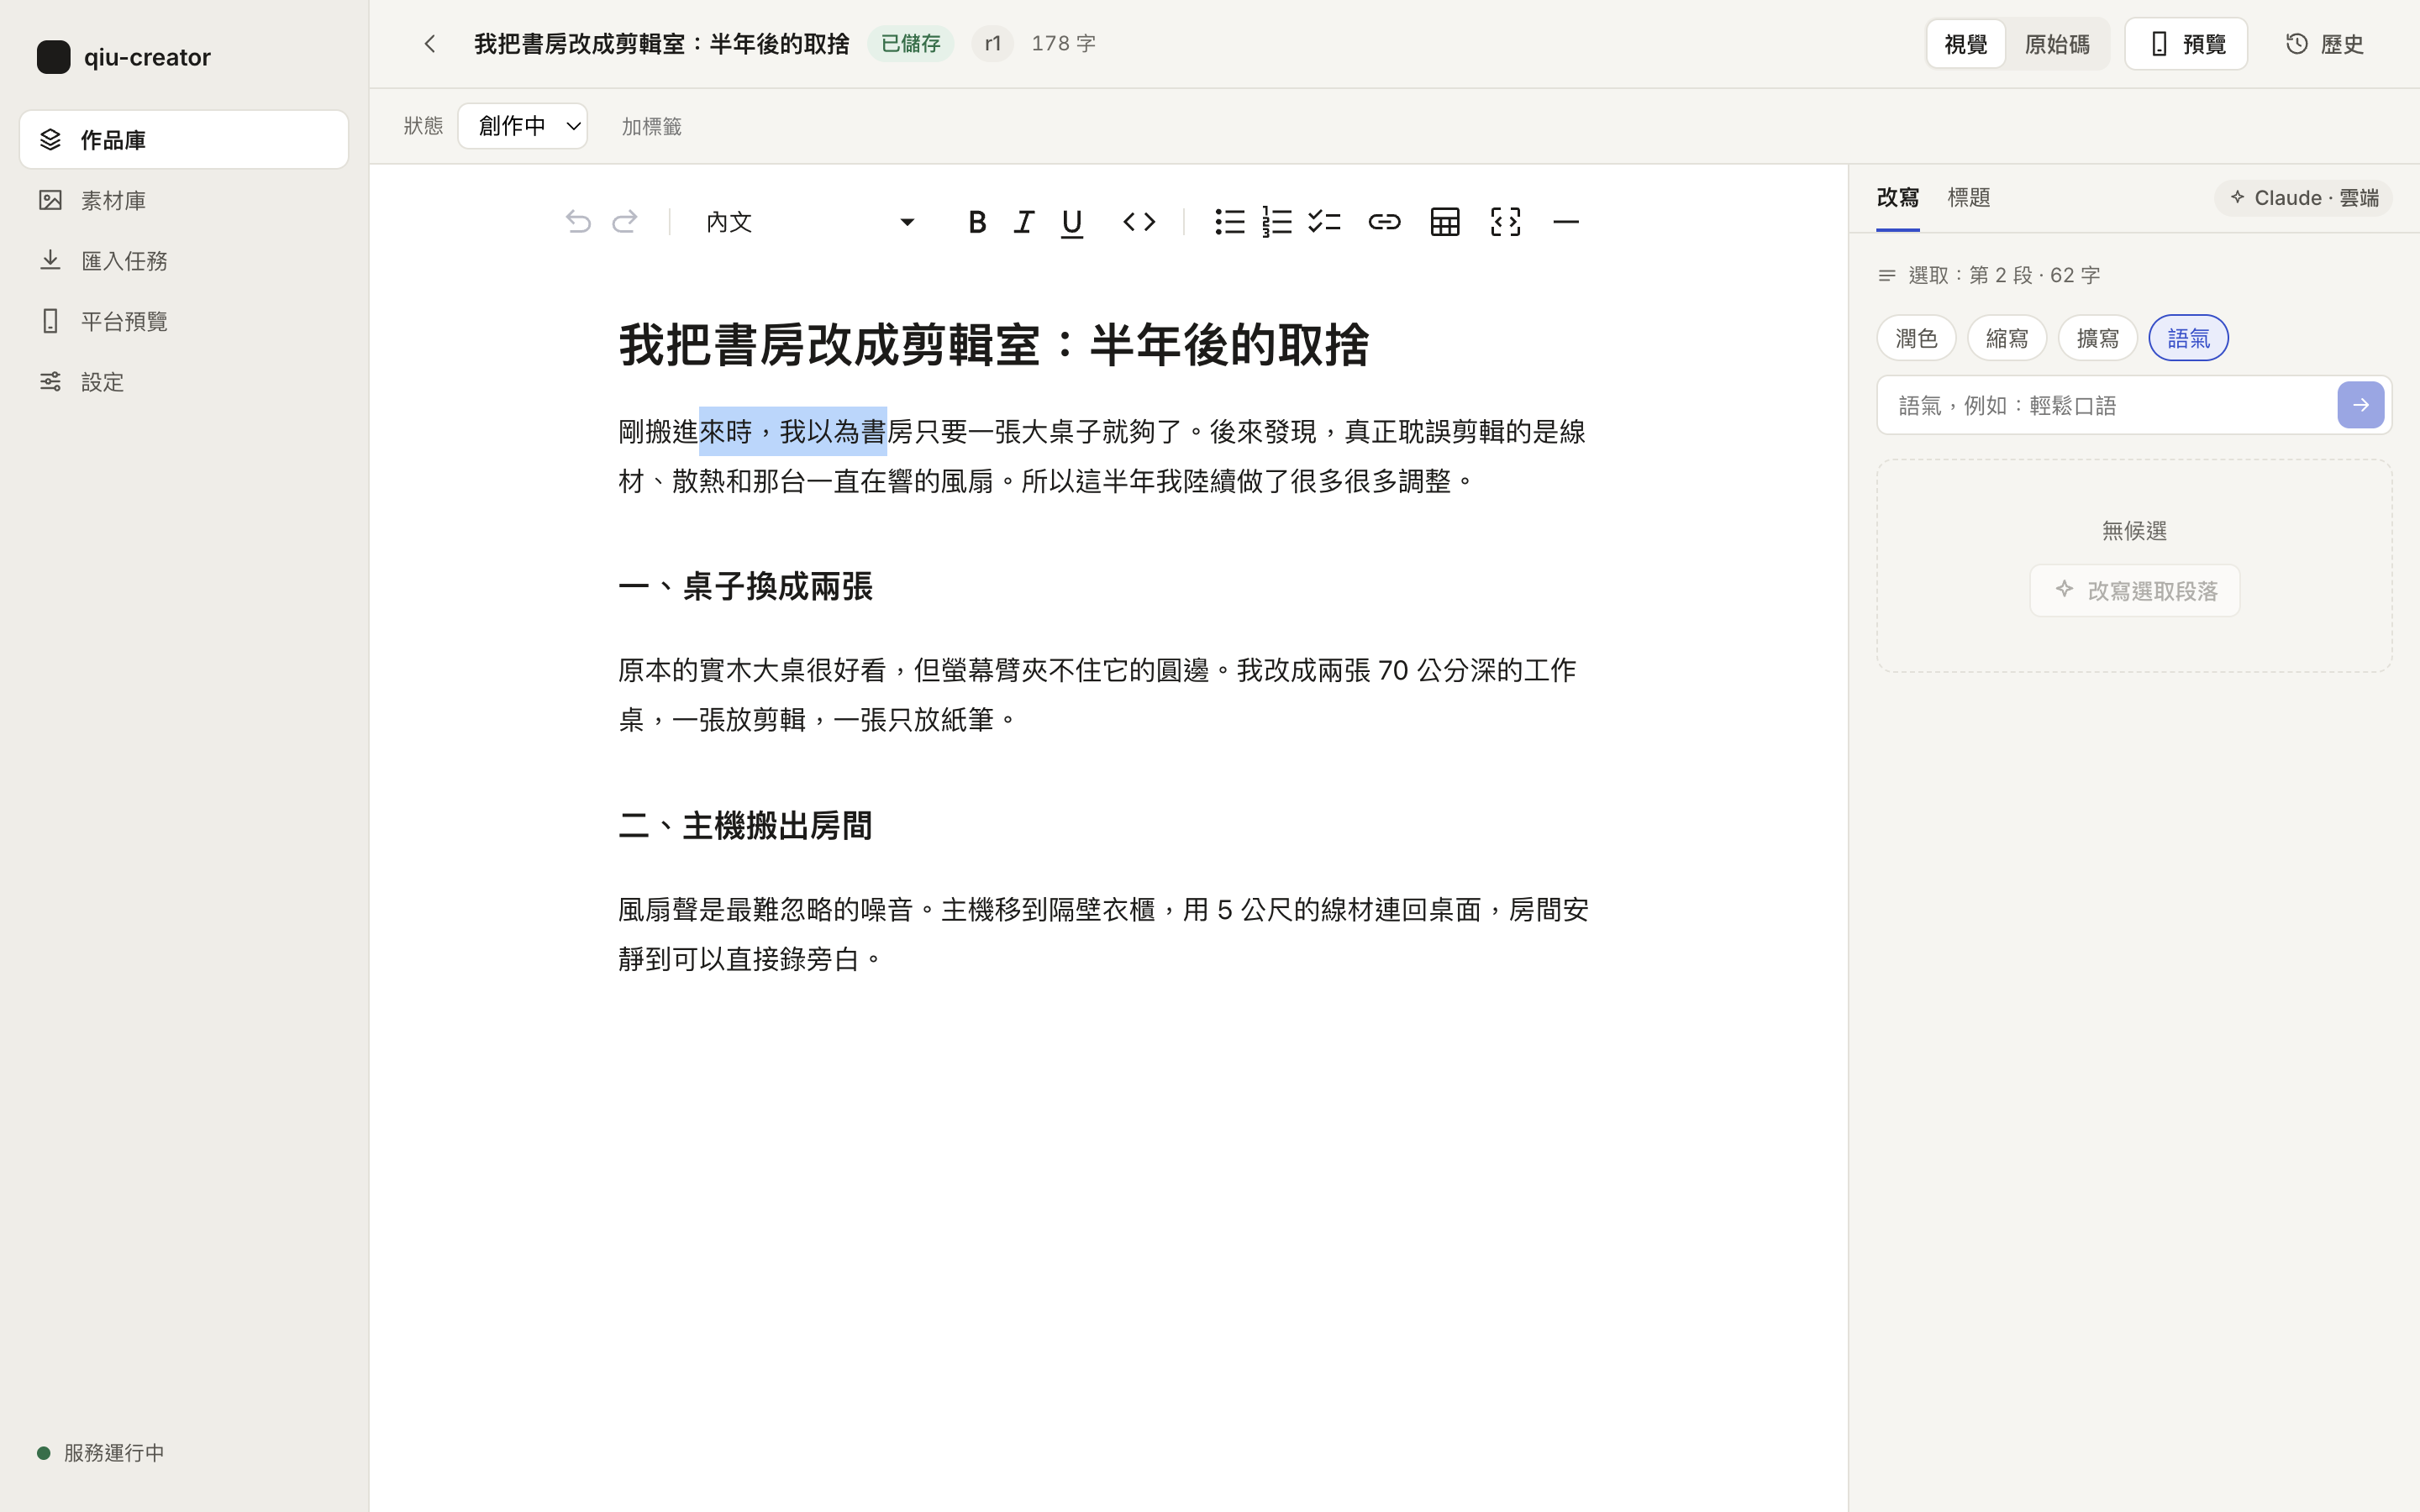 qiu-creator
作品庫
素材庫
匯入任務
平台預覽
設定
服務運行中
我把書房改成剪輯室：半年後的取捨
已儲存
r1
178 字
視覺
原始碼
預覽
歷史
狀態
創作中
加標籤
內文
B
I
U
我把書房改成剪輯室：半年後的取捨
剛搬進來時，我以為書房只要一張大桌子就夠了。後來發現，真正耽誤剪輯的是線
材、散熱和那台一直在響的風扇。所以這半年我陸續做了很多很多調整。
一、桌子換成兩張
原本的實木大桌很好看，但螢幕臂夾不住它的圓邊。我改成兩張 70 公分深的工作
桌，一張放剪輯，一張只放紙筆。
二、主機搬出房間
風扇聲是最難忽略的噪音。主機移到隔壁衣櫃，用 5 公尺的線材連回桌面，房間安
靜到可以直接錄旁白。
改寫
標題
Claude · 雲端
選取：第 2 段 · 62 字
潤色
縮寫
擴寫
語氣
語氣，例如：輕鬆口語
無候選
改寫選取段落